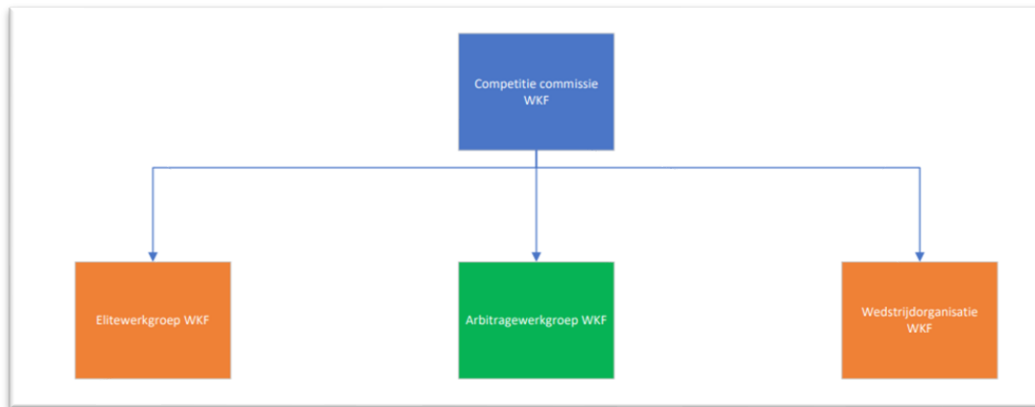 Competitie commissie
WKF
Elitewerkgroep WKF
Arbitragewerkgroep WKF
Wedstrijdorganisatie
WKF